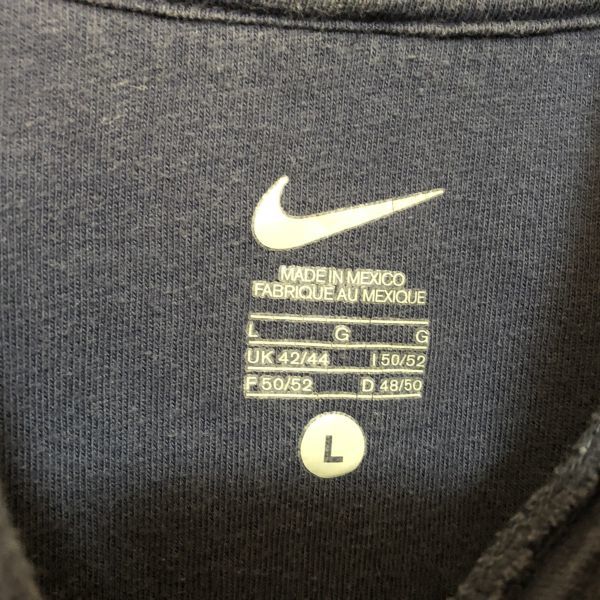 MADE IN MEXICO
FABRIQUE AU MEXIQUE
L G G
UK 42/44 I 50/52
F 50/52 D 48/50
L